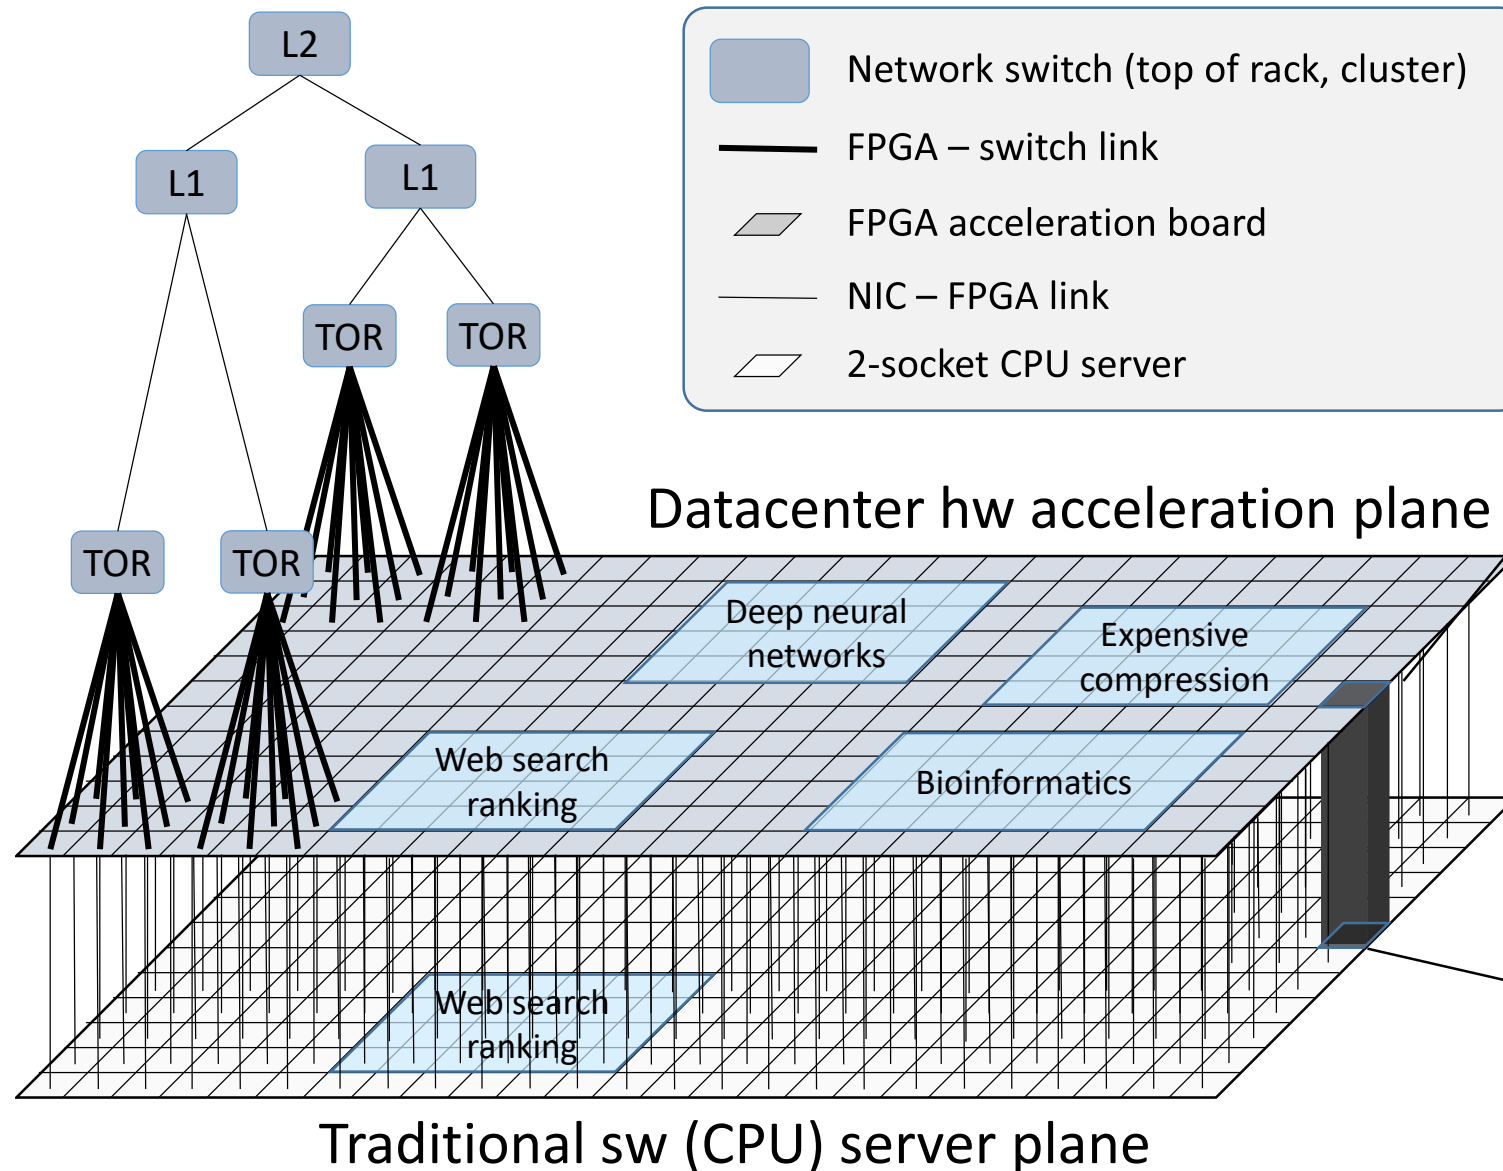 L2
L1
L1
TOR
TOR
TOR
TOR
Network switch (top of rack, cluster)
FPGA – switch link
FPGA acceleration board
NIC – FPGA link
2-socket CPU server
Datacenter hw acceleration plane
Deep neural
networks
Expensive
compression
Web search
ranking
Bioinformatics
Web search
ranking
Traditional sw (CPU) server plane